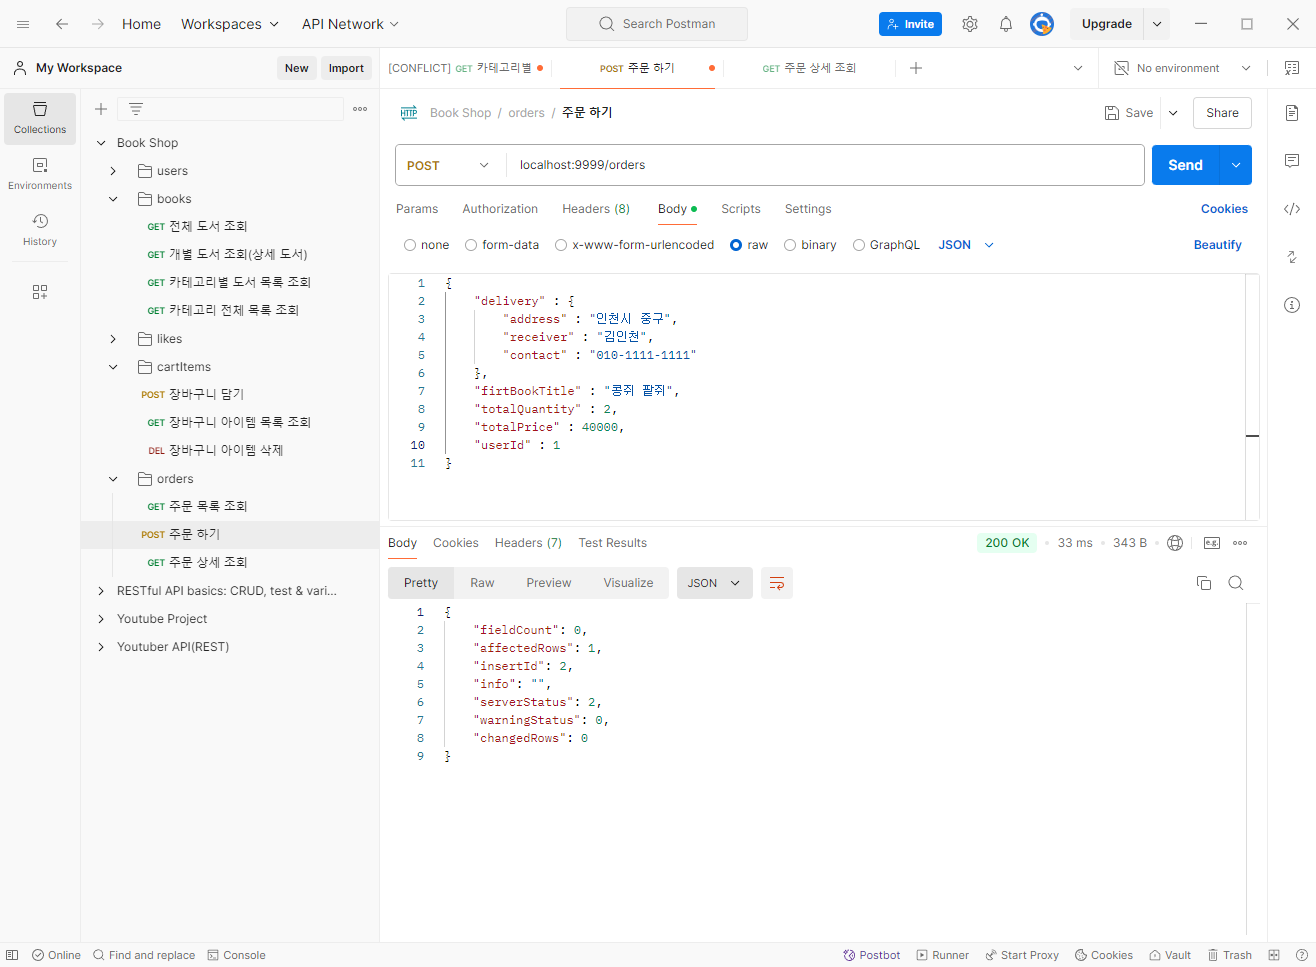 Home Workspaces API Network Search Postman Invite Upgrade
My Workspace New Import [CONFLICT] GET 카테고리별 POST 주문 하기 GET 주문 상세 조회 No environment
Collections
Environments
History
Book Shop
users
books
GET 전체 도서 조회
GET 개별 도서 조회(상세 도서)
GET 카테고리별 도서 목록 조회
GET 카테고리 전체 목록 조회
likes
cartItems
POST 장바구니 담기
GET 장바구니 아이템 목록 조회
DEL 장바구니 아이템 삭제
orders
GET 주문 목록 조회
POST 주문 하기
GET 주문 상세 조회
RESTful API basics: CRUD, test & vari...
Youtube Project
Youtuber API(REST)
HTTP Book Shop / orders / 주문 하기 Save Share
POST localhost:9999/orders Send
Params Authorization Headers (8) Body Scripts Settings Cookies
none form-data x-www-form-urlencoded raw binary GraphQL JSON Beautify
1 {
2 "delivery" : {
3 "address" : "인천시 중구",
4 "receiver" : "김인천",
5 "contact" : "010-1111-1111"
6 },
7 "firtBookTitle" : "콩쥐 팥쥐",
8 "totalQuantity" : 2,
9 "totalPrice" : 40000,
10 "userId" : 1
11 }
Body Cookies Headers (7) Test Results 200 OK 33 ms 343 B e.g.
Pretty Raw Preview Visualize JSON
1 {
2 "fieldCount": 0,
3 "affectedRows": 1,
4 "insertId": 2,
5 "info": "",
6 "serverStatus": 2,
7 "warningStatus": 0,
8 "changedRows": 0
9 }
Online Find and replace Console Postbot Runner Start Proxy Cookies Vault Trash